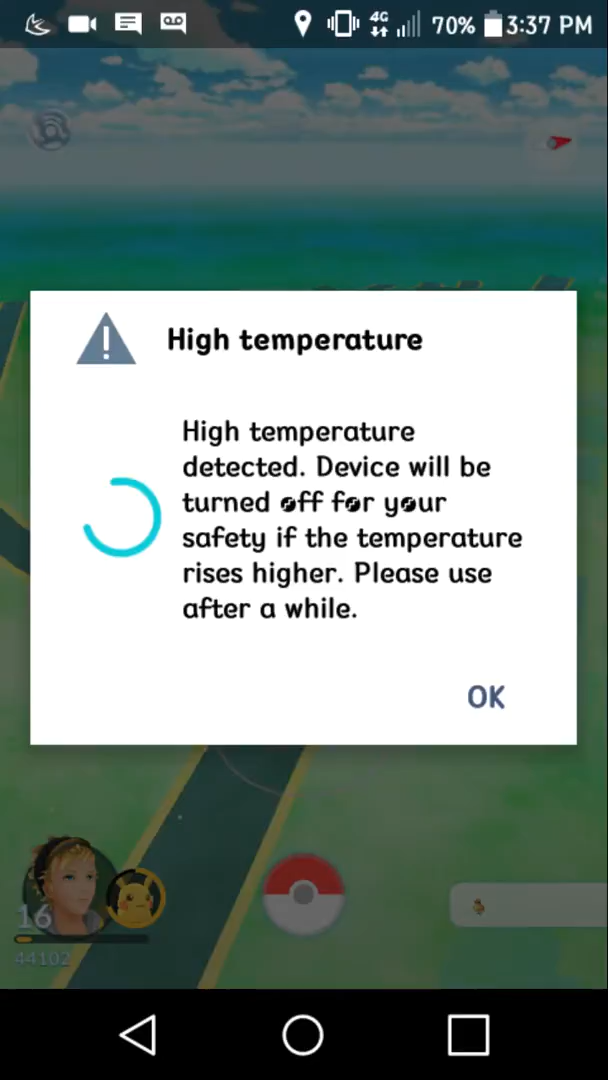 4G 70% 3:37 PM
High temperature
High temperature
detected. Device will be
turned off for your
safety if the temperature
rises higher. Please use
after a while.
OK
16
44102